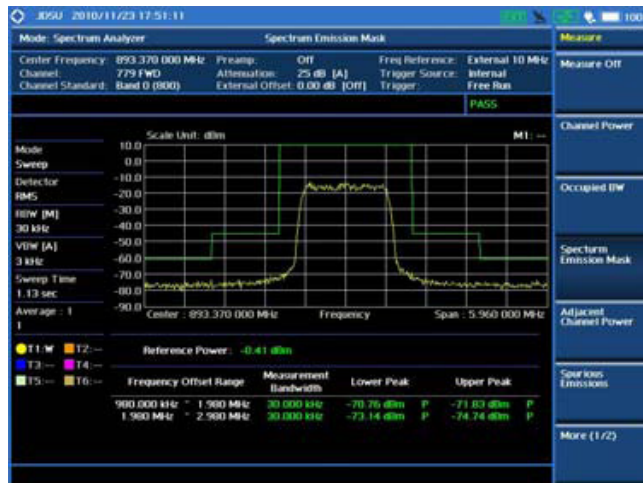 JDSU 2010/11/23 17:51:11
100
Mode: Spectrum Analyzer
Spectrum Emission Mask
Measure
Center Frequency: 893.370 000 MHz
Preamp: Off
Freq Reference: External 10 MHz
Channel: 779 FWD
Attenuation: 25 dB [A]
Trigger Source: Internal
Channel Standard: Band 0 (800)
External Offset: 0.00 dB [Off]
Trigger: Free Run
PASS
Measure Off
Channel Power
Occupied BW
Specturm Emission Mask
Adjacent Channel Power
Spurious Emissions
More (1/2)
Mode
Sweep
Detector
RMS
RBW [M]
30 kHz
VBW [A]
3 kHz
Sweep Time
1.13 sec
Average : 1
1
T1:W T2:--
T3:-- T4:--
T5:-- T6:--
Scale Unit: dBm
M1: --
10.0
0.0
-10.0
-20.0
-30.0
-40.0
-50.0
-60.0
-70.0
-80.0
-90.0
Center : 893.370 000 MHz
Frequency
Span : 5.960 000 MHz
Reference Power: -0.41 dBm
Frequency Offset Range
Measurement Bandwidth
Lower Peak
Upper Peak
980.000 kHz ~ 1.980 MHz 30.000 kHz -70.76 dBm P -71.83 dBm P
1.980 MHz ~ 2.980 MHz 30.000 kHz -73.14 dBm P -74.74 dBm P